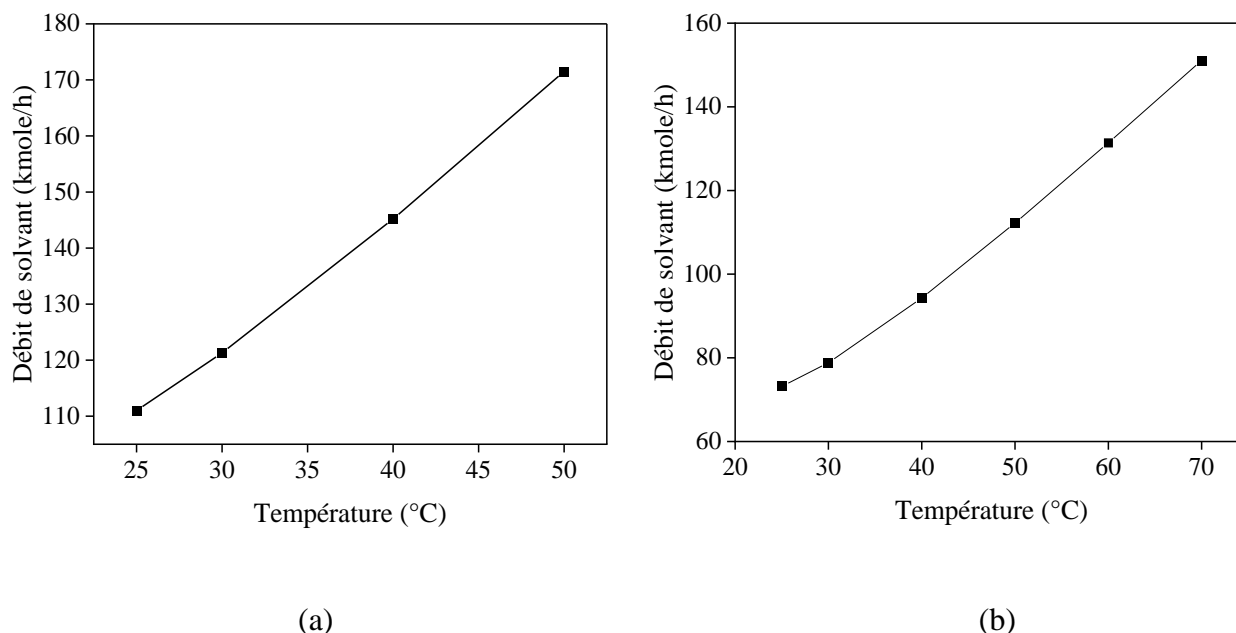 180
170
160
150
140
130
120
110
Débit de solvant (kmole/h)
25 30 35 40 45 50
Température (°C)
(a)
160
140
120
100
80
60
Débit de solvant (kmole/h)
20 30 40 50 60 70
Température (°C)
(b)